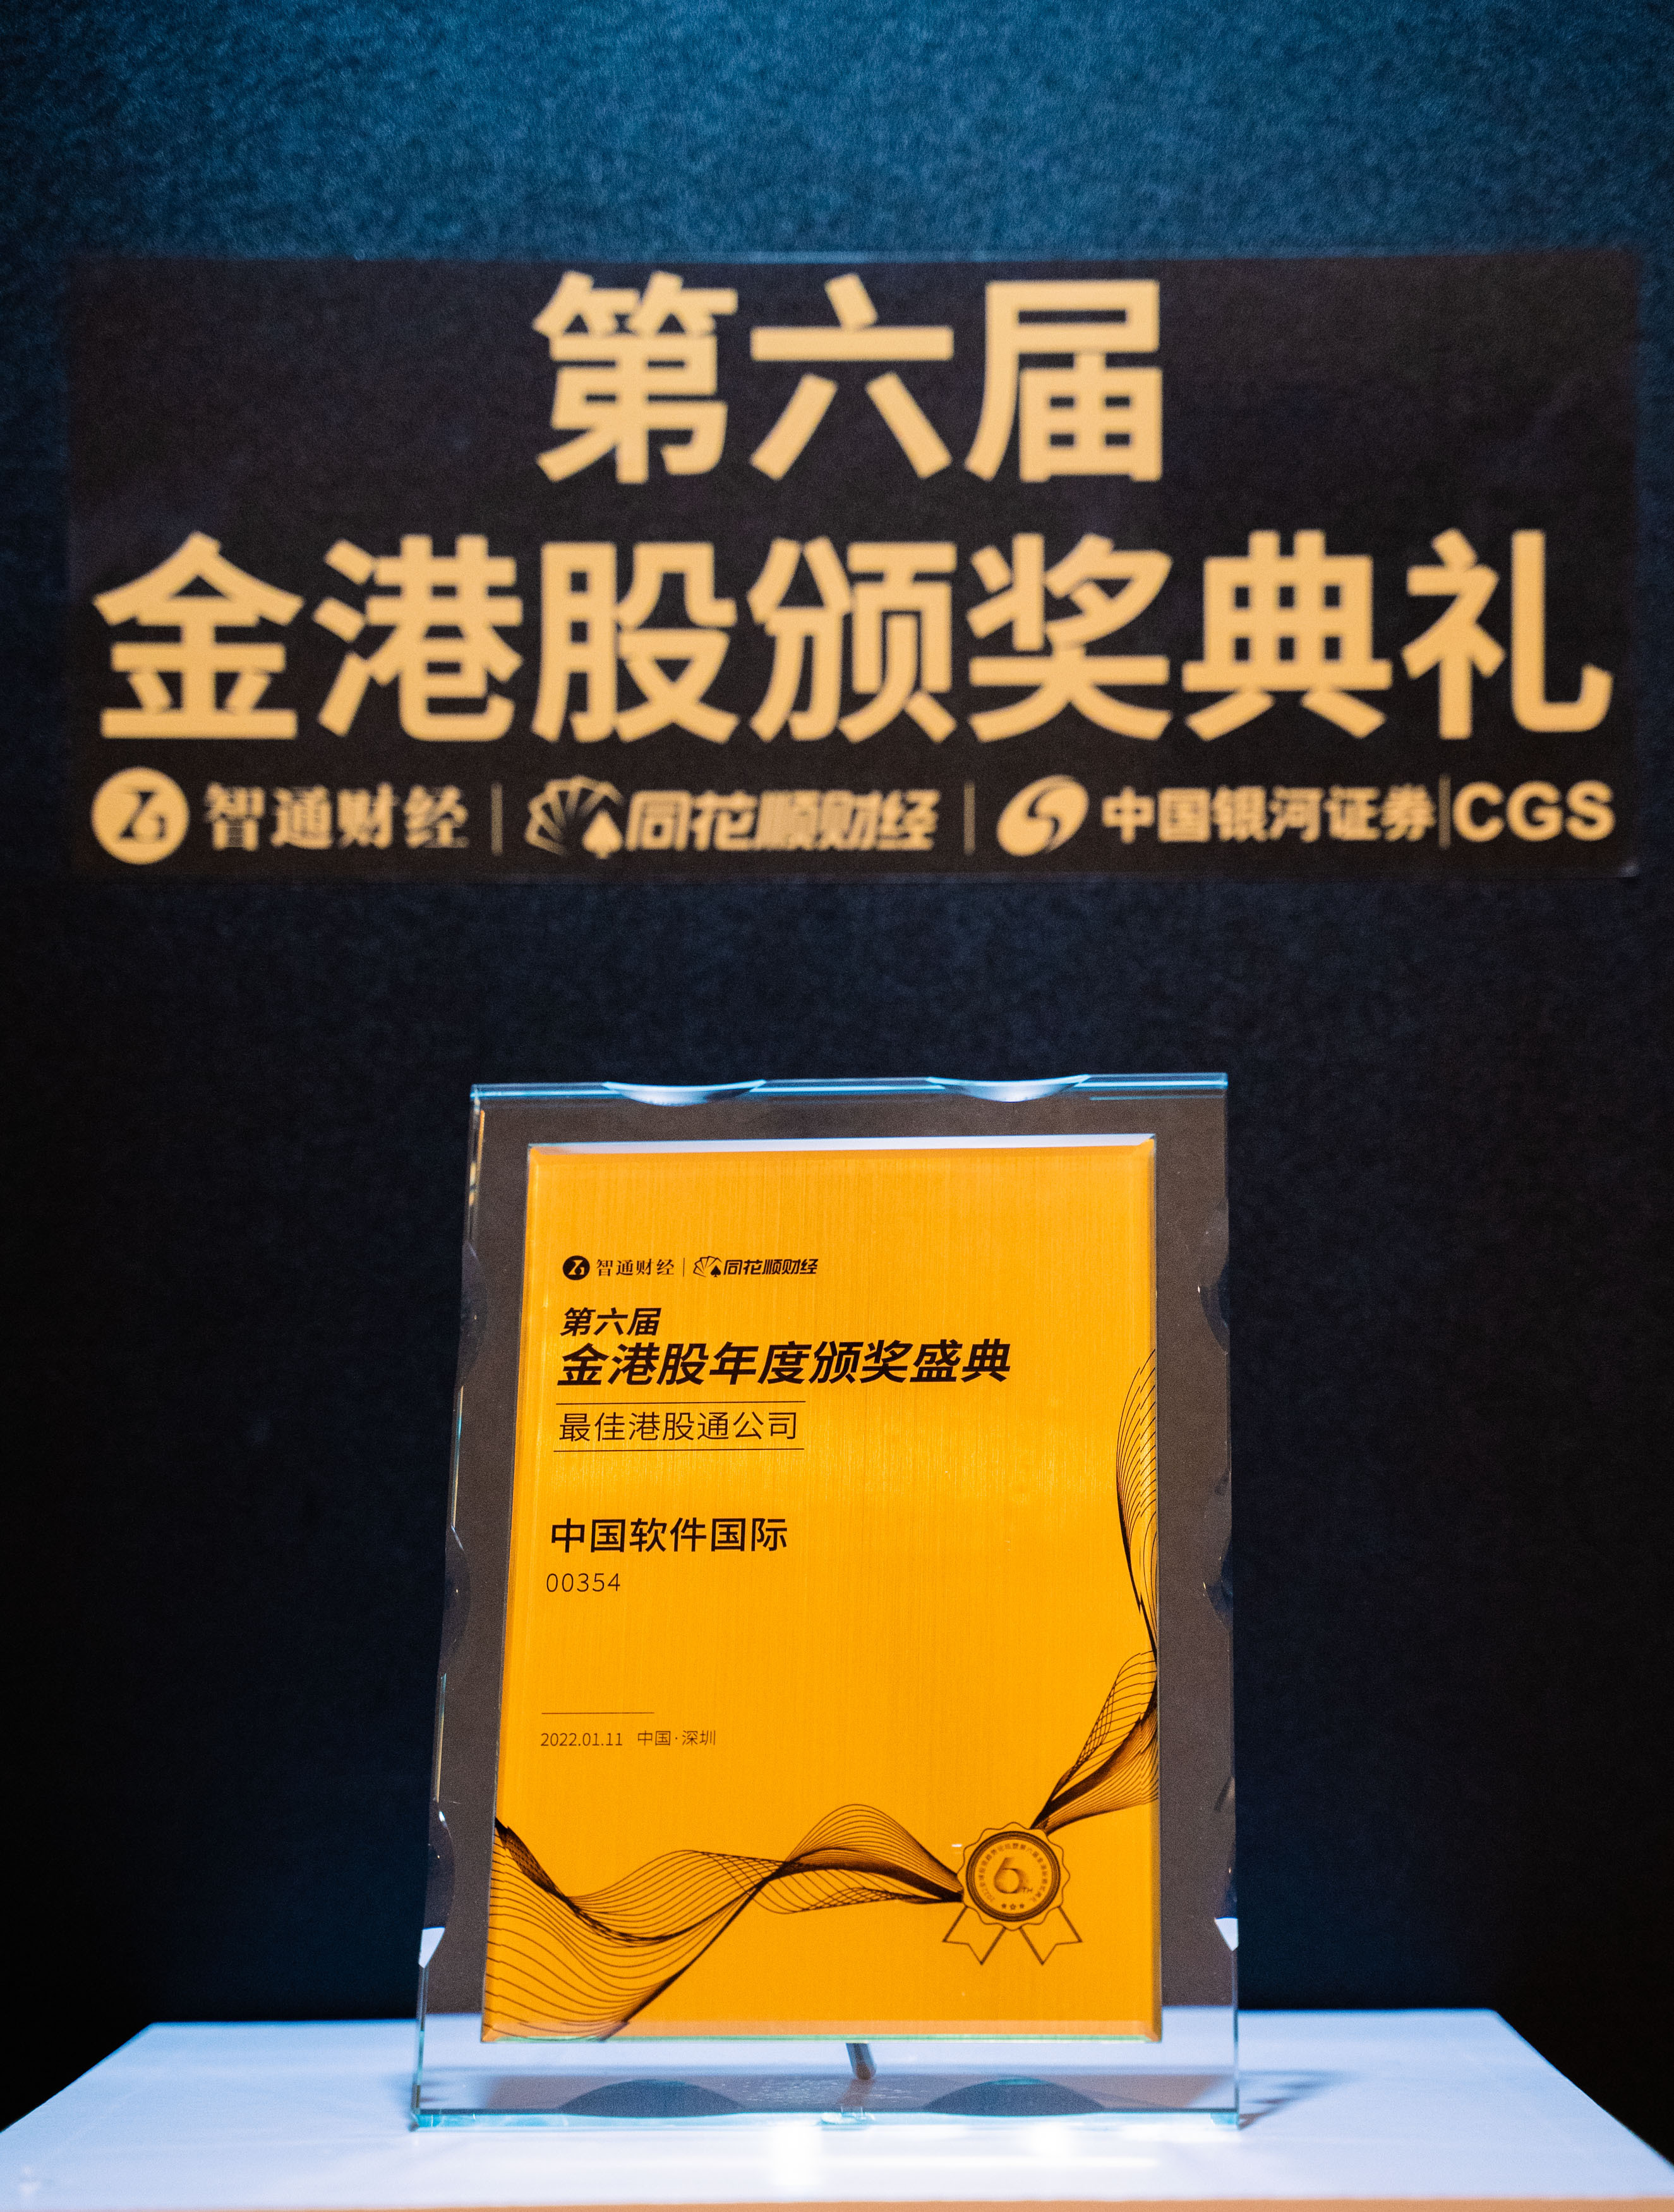 第六届
金港股颁奖典礼
智通财经 | 同花顺财经 | 中国银河证券|CGS
智通财经 | 同花顺财经
第六届
金港股年度颁奖盛典
最佳港股通公司
中国软件国际
00354
2022.01.11 中国·深圳
6TH